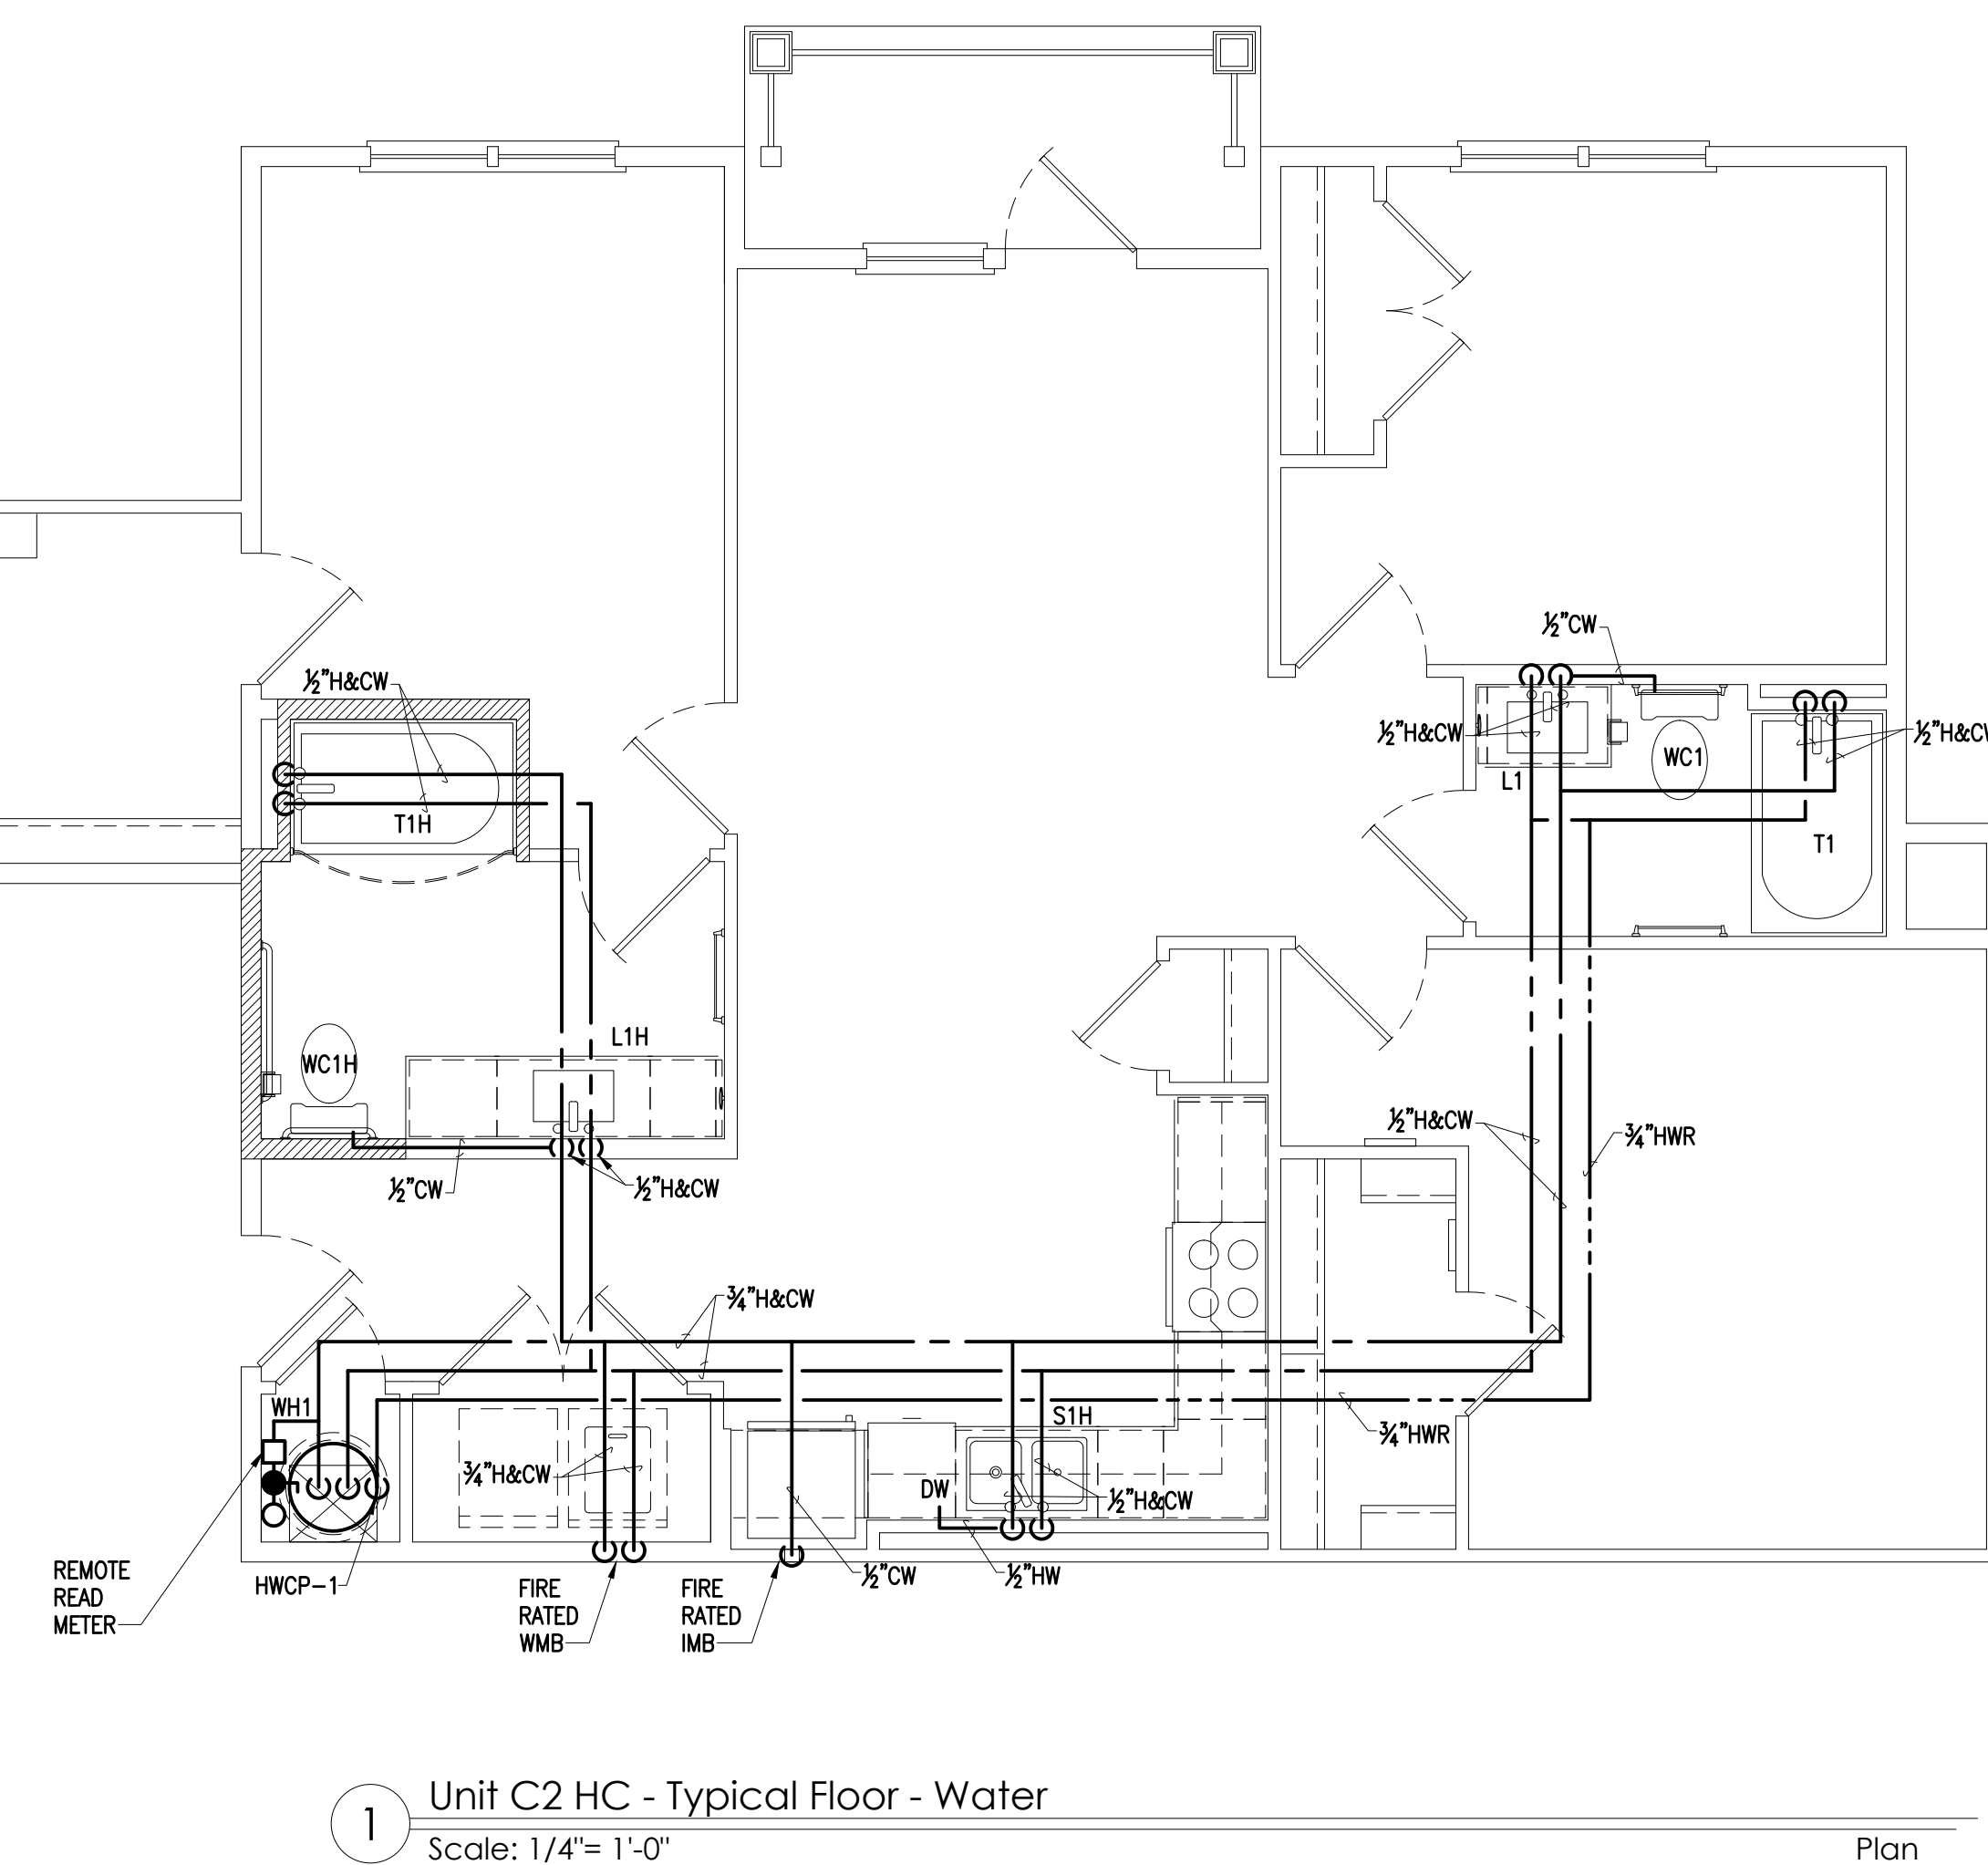 ½"CW
½"H&CW
½"H&CW
½"H&C
WC1
L1
T1H
T1
L1H
WC1H
½"H&CW
¾"HWR
½"CW
½"H&CW
¾"H&CW
WH1
S1H
¾"HWR
¾"H&CW
DW
½"H&CW
REMOTE
READ
METER
HWCP-1
FIRE
RATED
WMB
FIRE
RATED
IMB
½"CW
½"HW
1
Unit C2 HC - Typical Floor - Water
Scale: 1/4"= 1'-0"
Plan